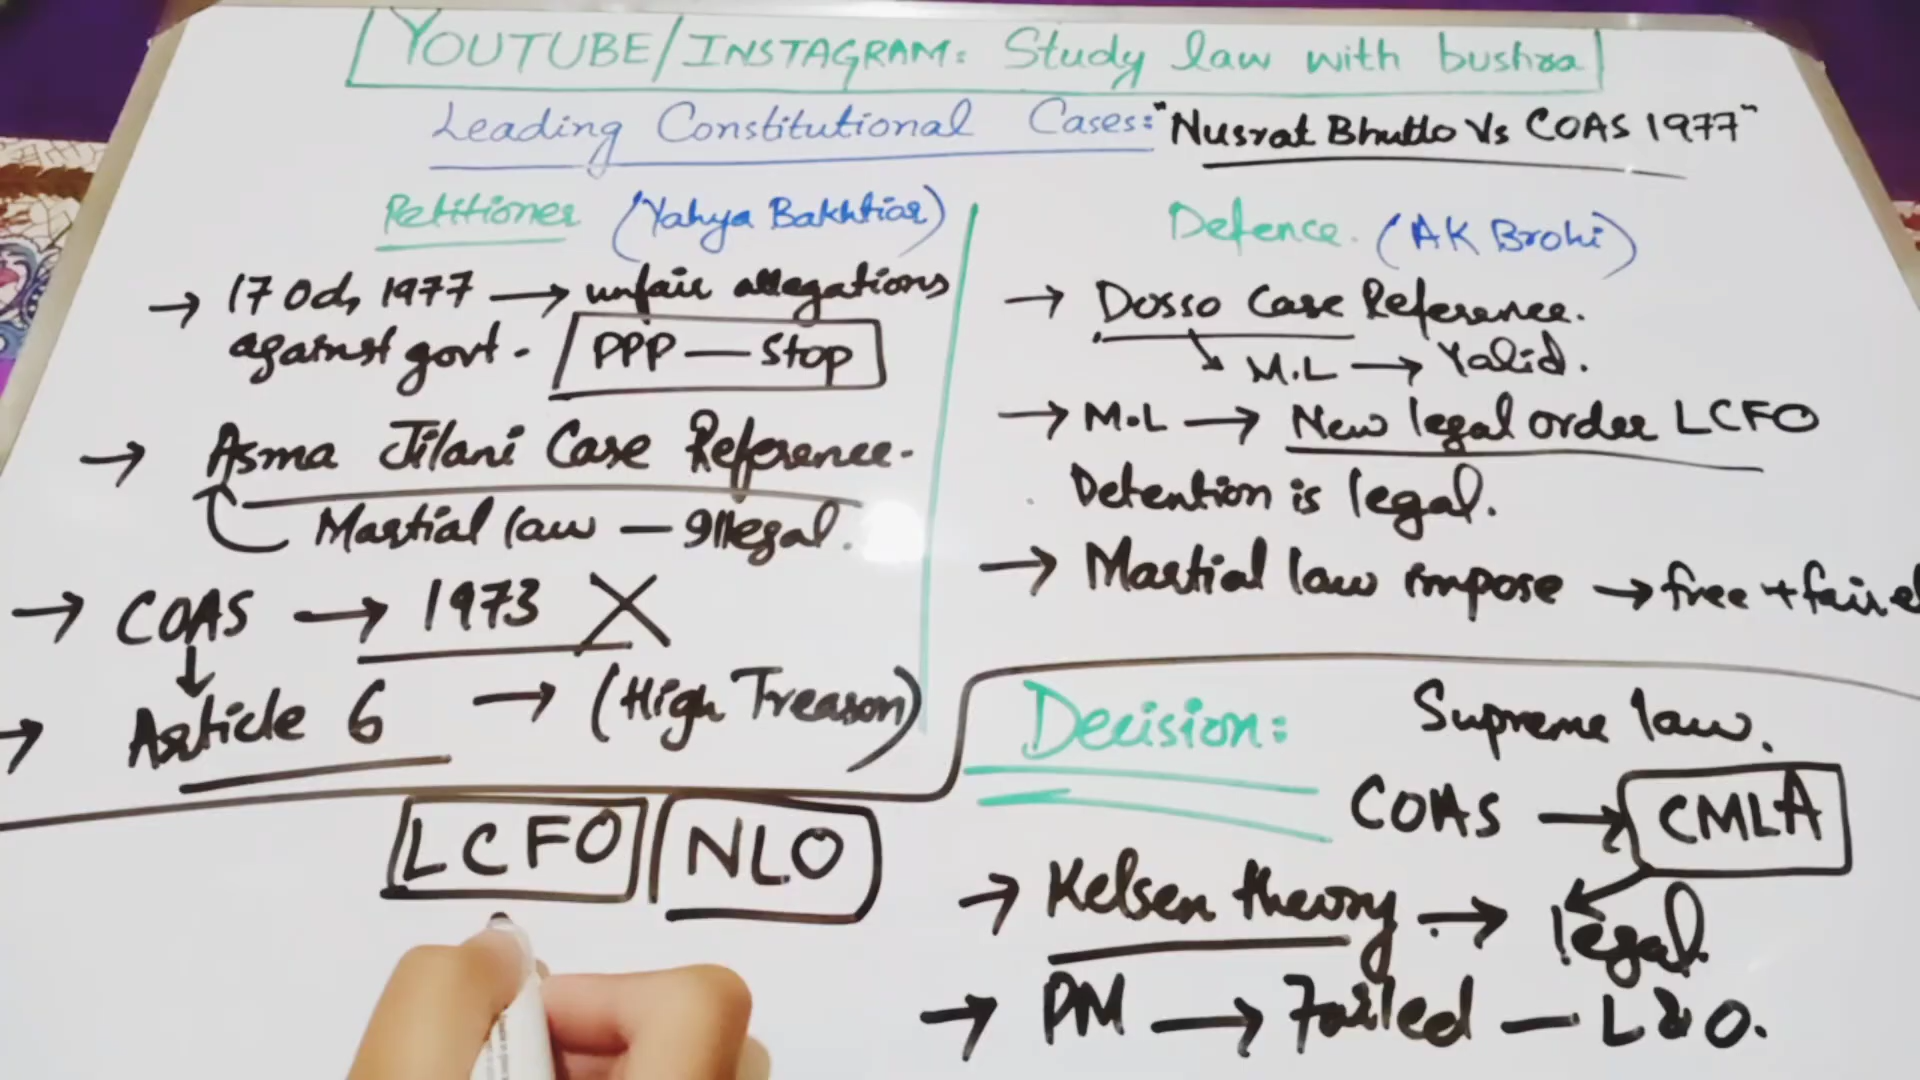 YOUTUBE/INSTAGRAM: Study law with bushra
Leading Constitutional Cases: "Nusrat Bhutto Vs COAS 1977"
Petitioner (Yahya Bakhtiar)
→ 17 Oct, 1977 → unfair allegations
against govt. PPP — Stop
→ Asma Jilani Case Reference.
Martial law — Illegal.
→ COAS → 1973 X
→ Article 6 → (High Treason)
Defence. (AK Brohi)
→ Dosso Case Reference.
M.L → Valid.
→ M.L → New legal order LCFO
Detention is legal.
→ Martial law impose → free + fair el
LCFO NLO
Decision: Supreme law.
COAS → CMLA
→ Kelsen theory → legal.
→ PM → Failed — L & O.